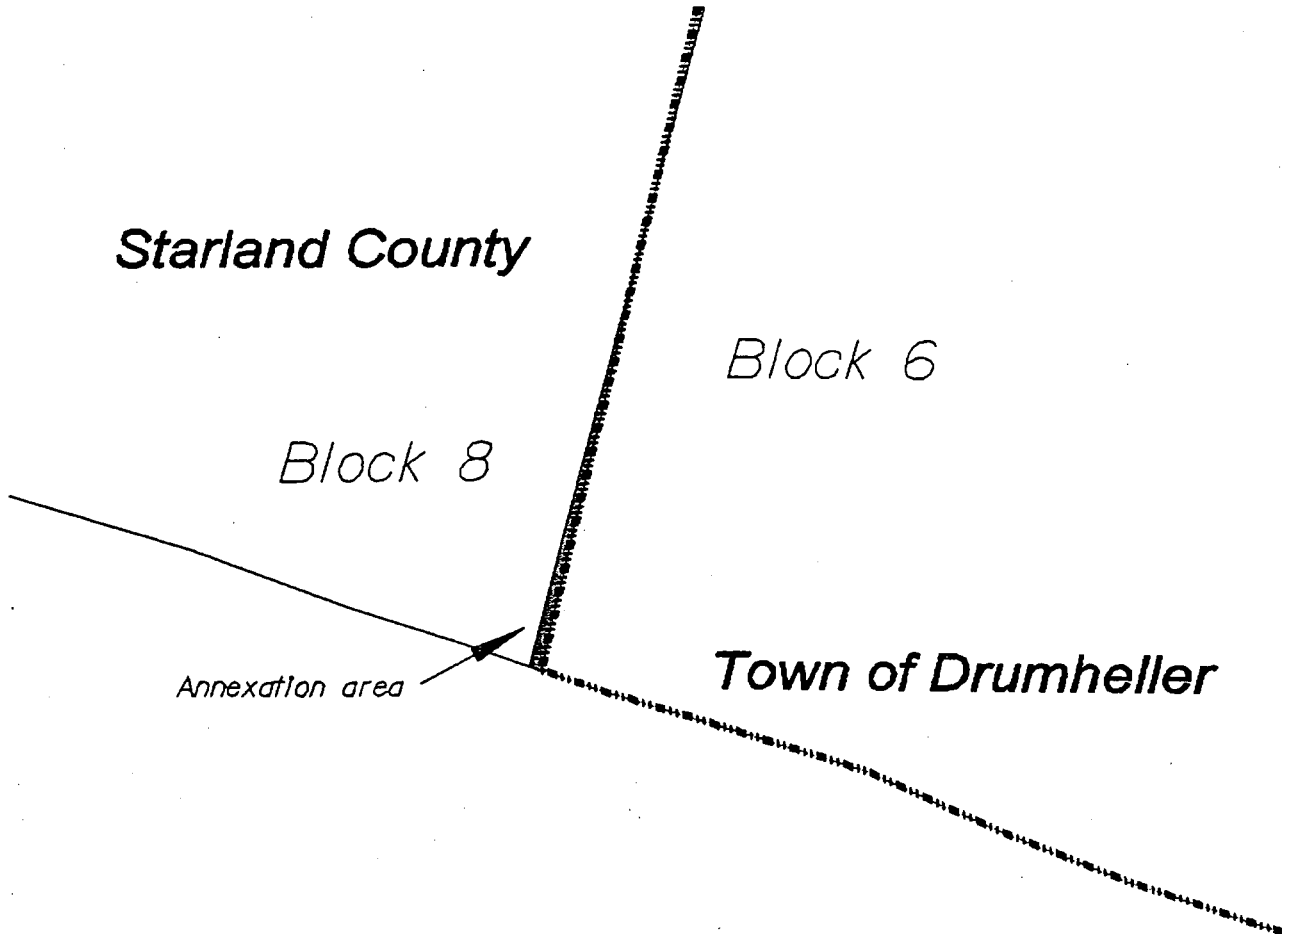 Starland County
Block 6
Block 8
Town of Drumheller
Annexation area